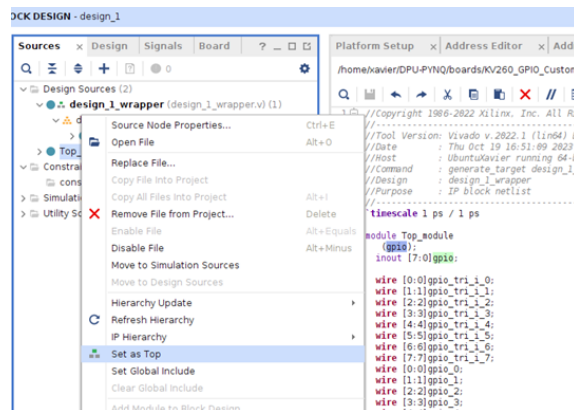 OCK DESIGN - design_1
Sources × Design Signals Board ? _ □
0
Design Sources (2)
design_1_wrapper (design_1_wrapper.v) (1)
d
Top_
Constrai
cons
Simulati
Utility So
Source Node Properties... Ctrl+E
Open File Alt+O
Replace File...
Copy File Into Project
Copy All Files Into Project Alt+I
Remove File from Project... Delete
Enable File Alt+Equals
Disable File Alt+Minus
Move to Simulation Sources
Move to Design Sources
Hierarchy Update
Refresh Hierarchy
IP Hierarchy
Set as Top
Set Global Include
Clear Global Include
Add Module to Block Design
Platform Setup × Address Editor × Add
/home/xavier/DPU-PYNQ/boards/KV260_GPIO_Custom
1 //Copyright 1986-2022 Xilinx, Inc. All Ri
//----------------------------------------
//Tool Version: Vivado v.2022.1 (lin64) B
//Date : Thu Oct 19 16:51:09 2023
//Host : UbuntuXavier running 64-b
//Command : generate_target design_1
//Design : design_1_wrapper
//Purpose : IP block netlist
//----------------------------------------
`timescale 1 ps / 1 ps
module Top_module
(gpio);
inout [7:0]gpio;
wire [0:0]gpio_tri_i_0;
wire [1:1]gpio_tri_i_1;
wire [2:2]gpio_tri_i_2;
wire [3:3]gpio_tri_i_3;
wire [4:4]gpio_tri_i_4;
wire [5:5]gpio_tri_i_5;
wire [6:6]gpio_tri_i_6;
wire [7:7]gpio_tri_i_7;
wire [0:0]gpio_0;
wire [1:1]gpio_1;
wire [2:2]gpio_2;
wire [3:3]gpio_3;